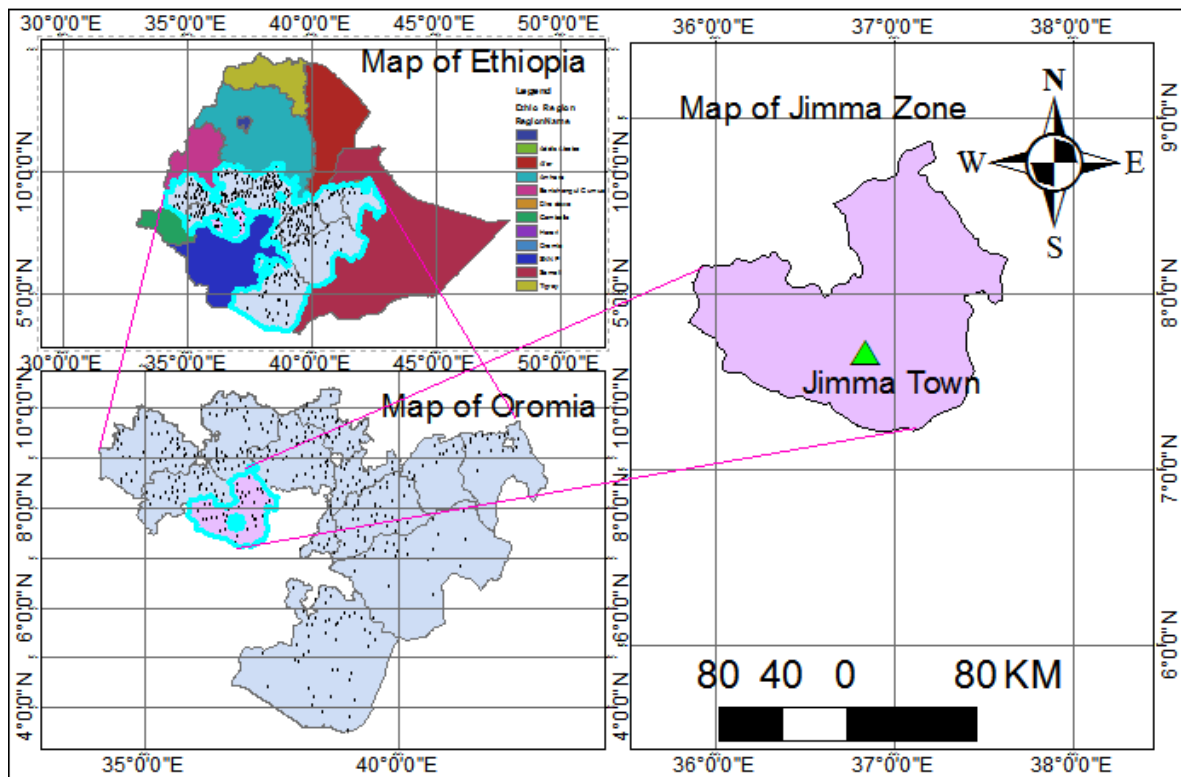 30°0'0"E 35°0'0"E 40°0'0"E 45°0'0"E 50°0'0"E
Map of Ethiopia
Legend
Ethio Region
RegionName
Afar
Amhara
Oromia
Somali
Tigray
10°0'0"N
5°0'0"N
10°0'0"N
5°0'0"N
30°0'0"E 35°0'0"E 40°0'0"E 45°0'0"E 50°0'0"E
Map of Oromia
10°0'0"N
8°0'0"N
6°0'0"N
4°0'0"N
10°0'0"N
8°0'0"N
6°0'0"N
4°0'0"N
35°0'0"E 40°0'0"E
36°0'0"E 37°0'0"E 38°0'0"E
Map of Jimma Zone
N
W E
S
Jimma Town
9°0'0"N
8°0'0"N
7°0'0"N
6°0'0"N
80 40 0 80 KM
36°0'0"E 37°0'0"E 38°0'0"E